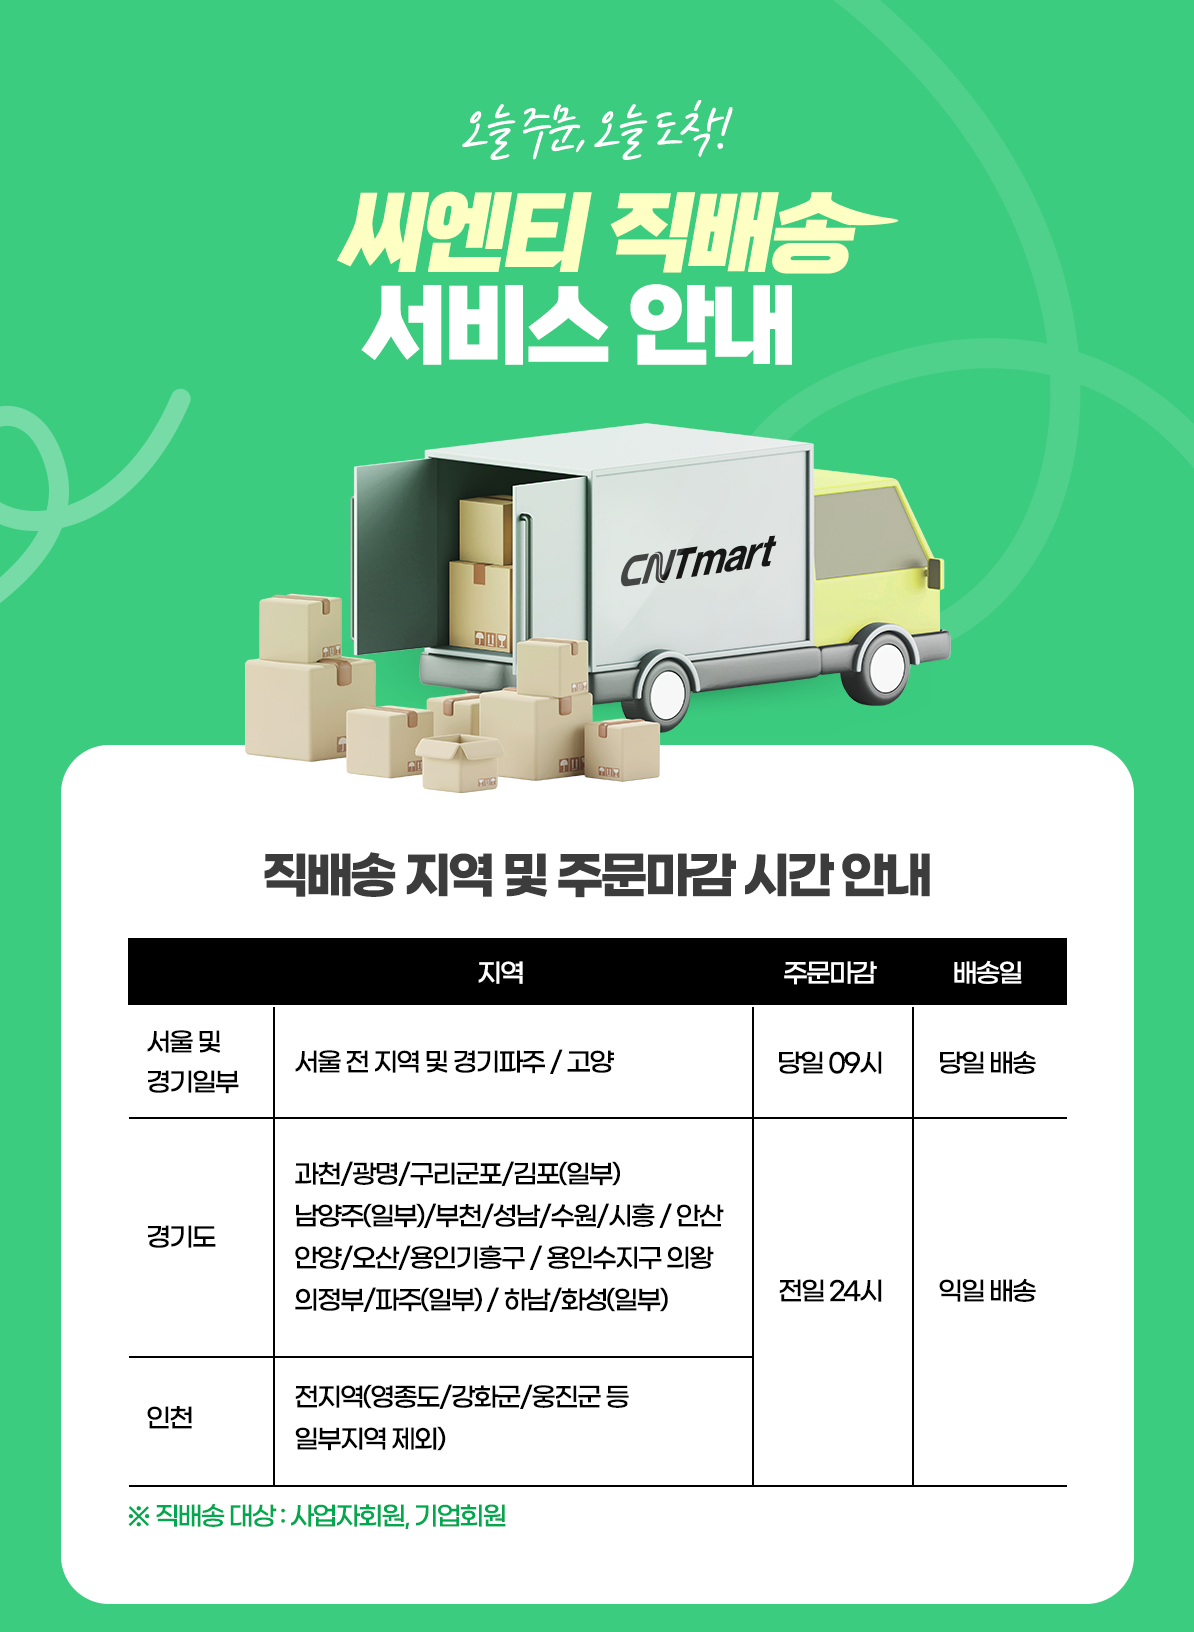 오늘 주문, 오늘 도착!
씨엔티 직배송
서비스 안내
CNTmart
직배송 지역 및 주문마감 시간 안내
지역 주문마감 배송일
서울 및
경기일부
서울 전 지역 및 경기파주 / 고양
당일 09시
당일 배송
경기도
과천/광명/구리군포/김포(일부)
남양주(일부)/부천/성남/수원/시흥 / 안산
안양/오산/용인기흥구 / 용인수지구 의왕
의정부/파주(일부) / 하남/화성(일부)
전일 24시
익일 배송
인천
전지역(영종도/강화군/웅진군 등
일부지역 제외)
※ 직배송 대상 : 사업자회원, 기업회원